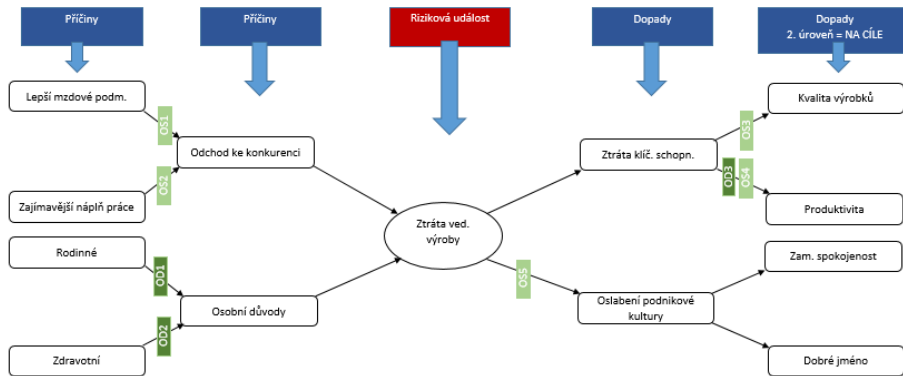 Příčiny
Příčiny
Riziková událost
Dopady
Dopady
2. úroveň = NA CÍLE
Lepší mzdové podm.
OS1
Odchod ke konkurenci
OS2
Zajímavější náplň práce
Rodinné
OD1
Osobní důvody
OD2
Zdravotní
Ztráta ved.
výroby
Ztráta klíč. schopn.
OS3
Kvalita výrobků
OD3
OS4
Produktivita
OS5
Oslabení podnikové
kultury
Zam. spokojenost
Dobré jméno